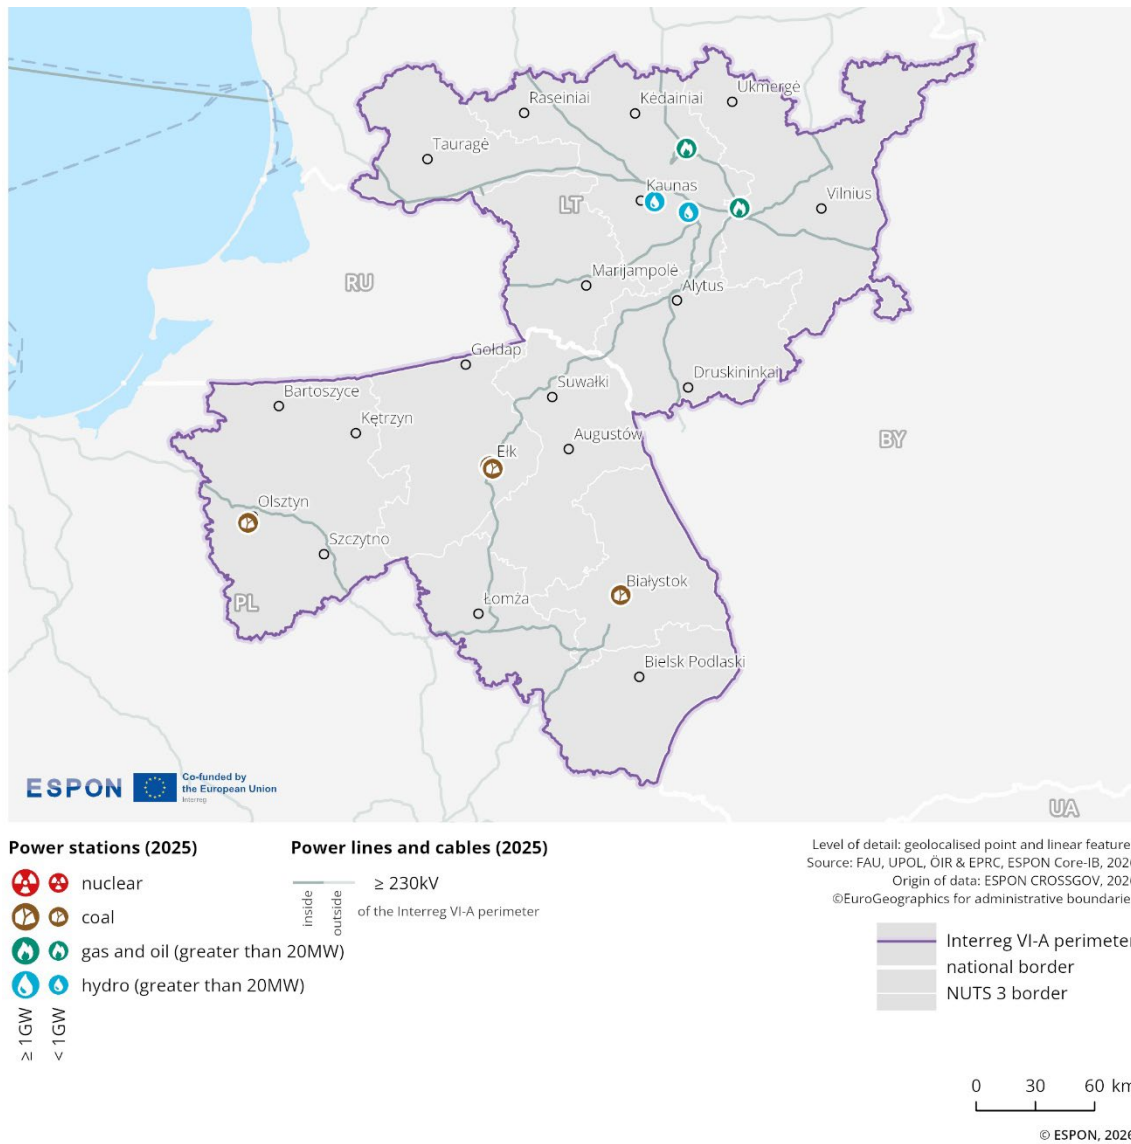 Ukmergė
Raseiniai
Kėdainiai
Tauragė
Kaunas
Vilnius
LT
RU
Marijampolė
Alytus
Gołdap
Suwałki
Druskininkai
Bartoszyce
Kętrzyn
Augustów
BY
Ełk
Olsztyn
Szczytno
Białystok
PL
Łomża
Bielsk Podlaski
UA
ESPON
Co-funded by
the European Union
Interreg
Power stations (2025)
nuclear
coal
gas and oil (greater than 20MW)
hydro (greater than 20MW)
≥ 1GW
< 1GW
Power lines and cables (2025)
≥ 230kV
inside
outside
of the Interreg VI-A perimeter
Level of detail: geolocalised point and linear feature
Source: FAU, UPOL, ÖIR & EPRC, ESPON Core-IB, 2026
Origin of data: ESPON CROSSGOV, 2026
©EuroGeographics for administrative boundarie
Interreg VI-A perimeter
national border
NUTS 3 border
0 30 60 km
© ESPON, 2026